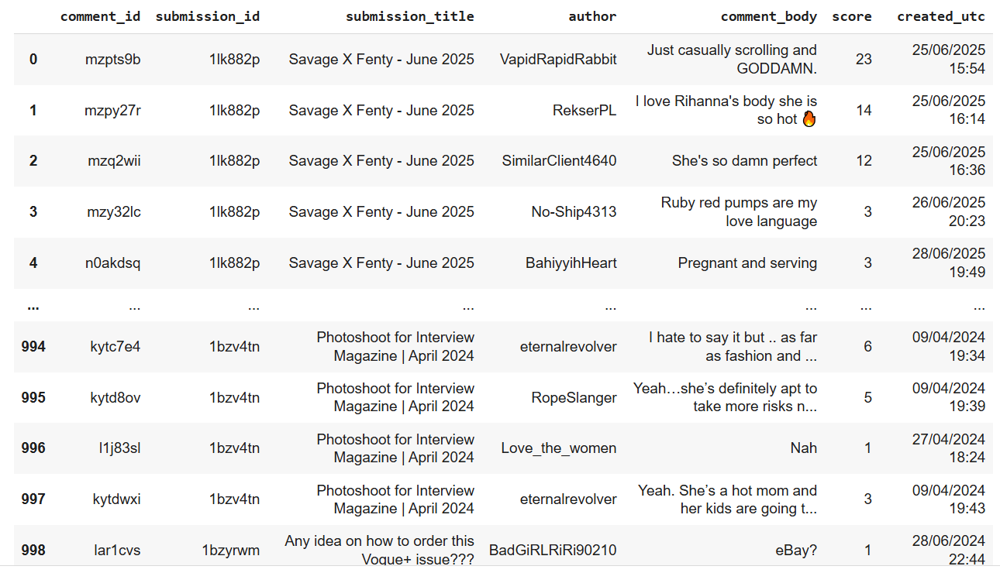 comment_id submission_id submission_title author comment_body score created_utc
0 mzpts9b 1lk882p Savage X Fenty - June 2025 VapidRapidRabbit Just casually scrolling and GODDAMN. 23 25/06/2025 15:54
1 mzpy27r 1lk882p Savage X Fenty - June 2025 RekserPL I love Rihanna's body she is so hot 🔥 14 25/06/2025 16:14
2 mzq2wii 1lk882p Savage X Fenty - June 2025 SimilarClient4640 She's so damn perfect 12 25/06/2025 16:36
3 mzy32lc 1lk882p Savage X Fenty - June 2025 No-Ship4313 Ruby red pumps are my love language 3 26/06/2025 20:23
4 n0akdsq 1lk882p Savage X Fenty - June 2025 BahiyyihHeart Pregnant and serving 3 28/06/2025 19:49
... ... ... ... ... ... ... ...
994 kytc7e4 1bzv4tn Photoshoot for Interview Magazine | April 2024 eternalrevolver I hate to say it but .. as far as fashion and ... 6 09/04/2024 19:34
995 kytd8ov 1bzv4tn Photoshoot for Interview Magazine | April 2024 RopeSlanger Yeah…she’s definitely apt to take more risks n... 5 09/04/2024 19:39
996 l1j83sl 1bzv4tn Photoshoot for Interview Magazine | April 2024 Love_the_women Nah 1 27/04/2024 18:24
997 kytdwxi 1bzv4tn Photoshoot for Interview Magazine | April 2024 eternalrevolver Yeah. She’s a hot mom and her kids are going t... 3 09/04/2024 19:43
998 lar1cvs 1bzyrwm Any idea on how to order this Vogue+ issue??? BadGiRLRiRi90210 eBay? 1 28/06/2024 22:44